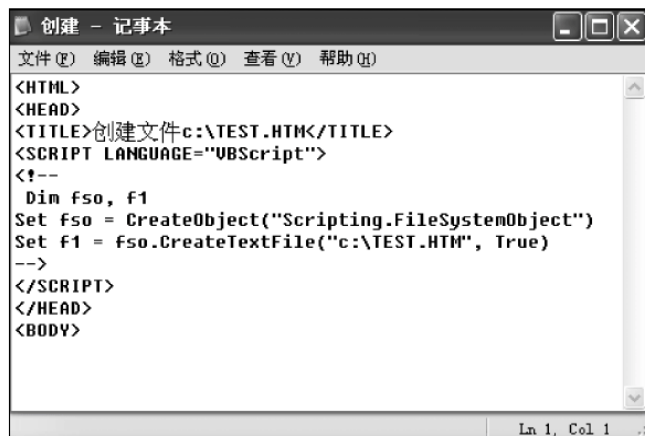 创建 - 记事本
文件(F) 编辑(E) 格式(O) 查看(V) 帮助(H)
<HTML>
<HEAD>
<TITLE>创建文件c:\TEST.HTM</TITLE>
<SCRIPT LANGUAGE="VBScript">
<!--
Dim fso, f1
Set fso = CreateObject("Scripting.FileSystemObject")
Set f1 = fso.CreateTextFile("c:\TEST.HTM", True)
-->
</SCRIPT>
</HEAD>
<BODY>
Ln 1, Col 1